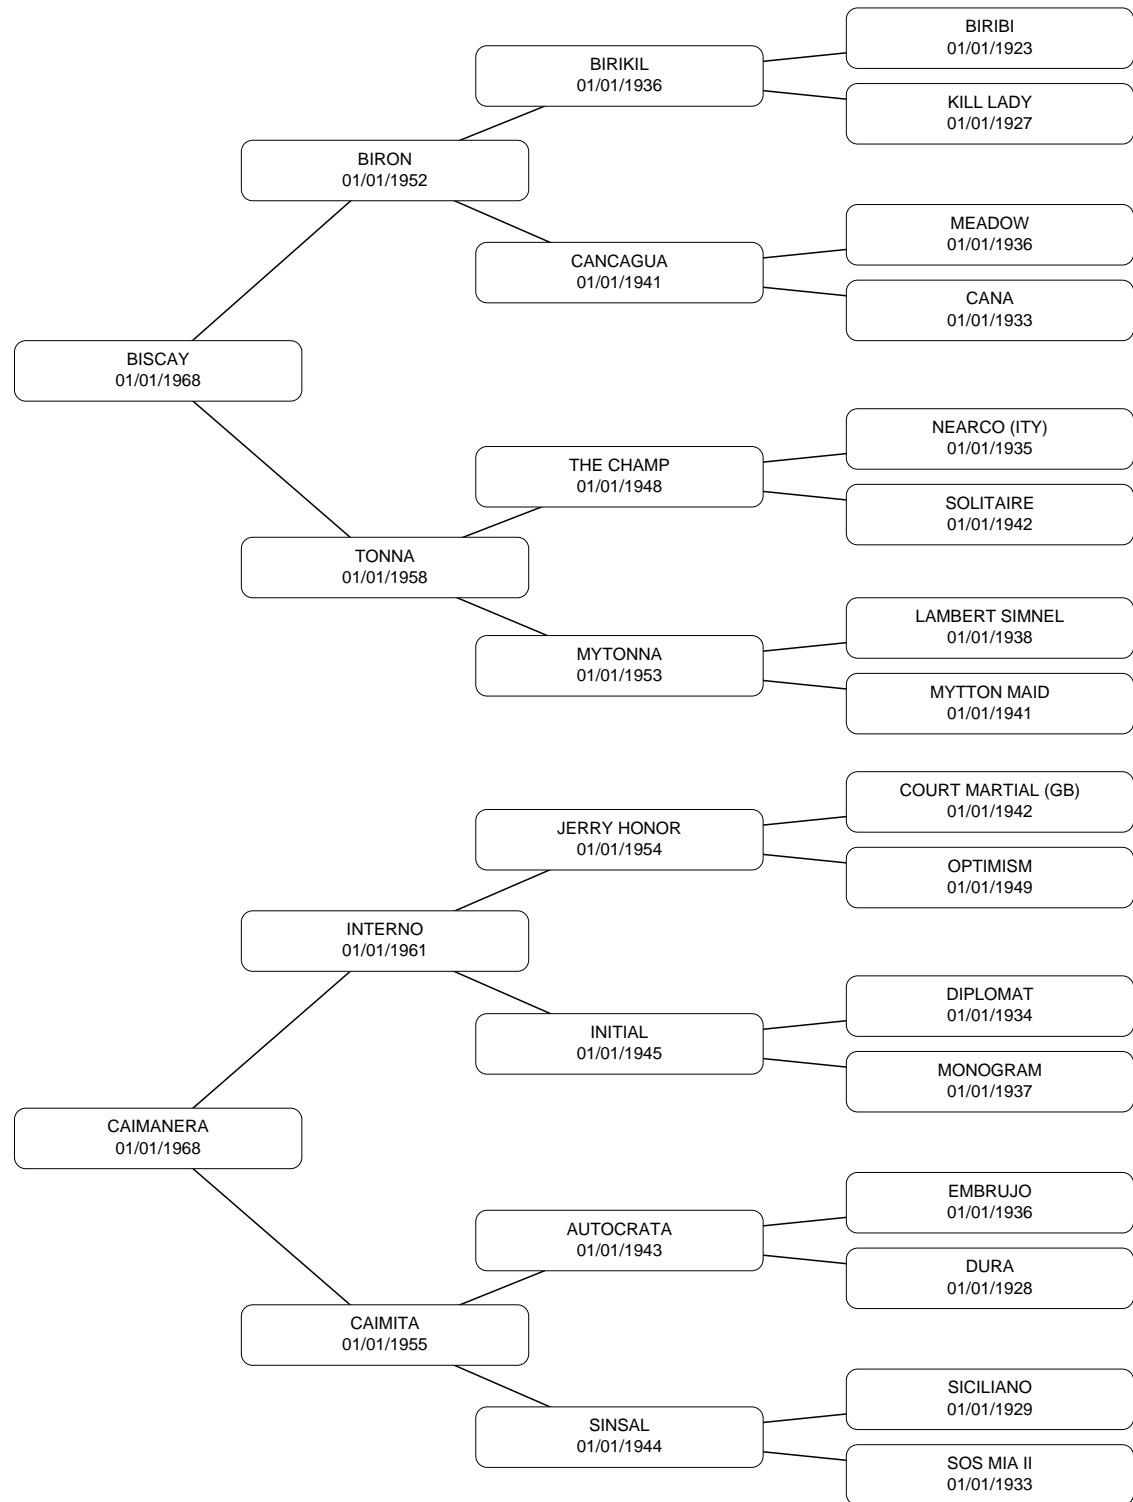 BIRIBI
01/01/1923
BIRIKIL
01/01/1936
KILL LADY
01/01/1927
BIRON
01/01/1952
MEADOW
01/01/1936
CANCAGUA
01/01/1941
CANA
01/01/1933
BISCAY
01/01/1968
NEARCO (ITY)
01/01/1935
THE CHAMP
01/01/1948
SOLITAIRE
01/01/1942
TONNA
01/01/1958
LAMBERT SIMNEL
01/01/1938
MYTONNA
01/01/1953
MYTTON MAID
01/01/1941
COURT MARTIAL (GB)
01/01/1942
JERRY HONOR
01/01/1954
OPTIMISM
01/01/1949
INTERNO
01/01/1961
DIPLOMAT
01/01/1934
INITIAL
01/01/1945
MONOGRAM
01/01/1937
CAIMANERA
01/01/1968
EMBRUJO
01/01/1936
AUTOCRATA
01/01/1943
DURA
01/01/1928
CAIMITA
01/01/1955
SICILIANO
01/01/1929
SINSAL
01/01/1944
SOS MIA II
01/01/1933